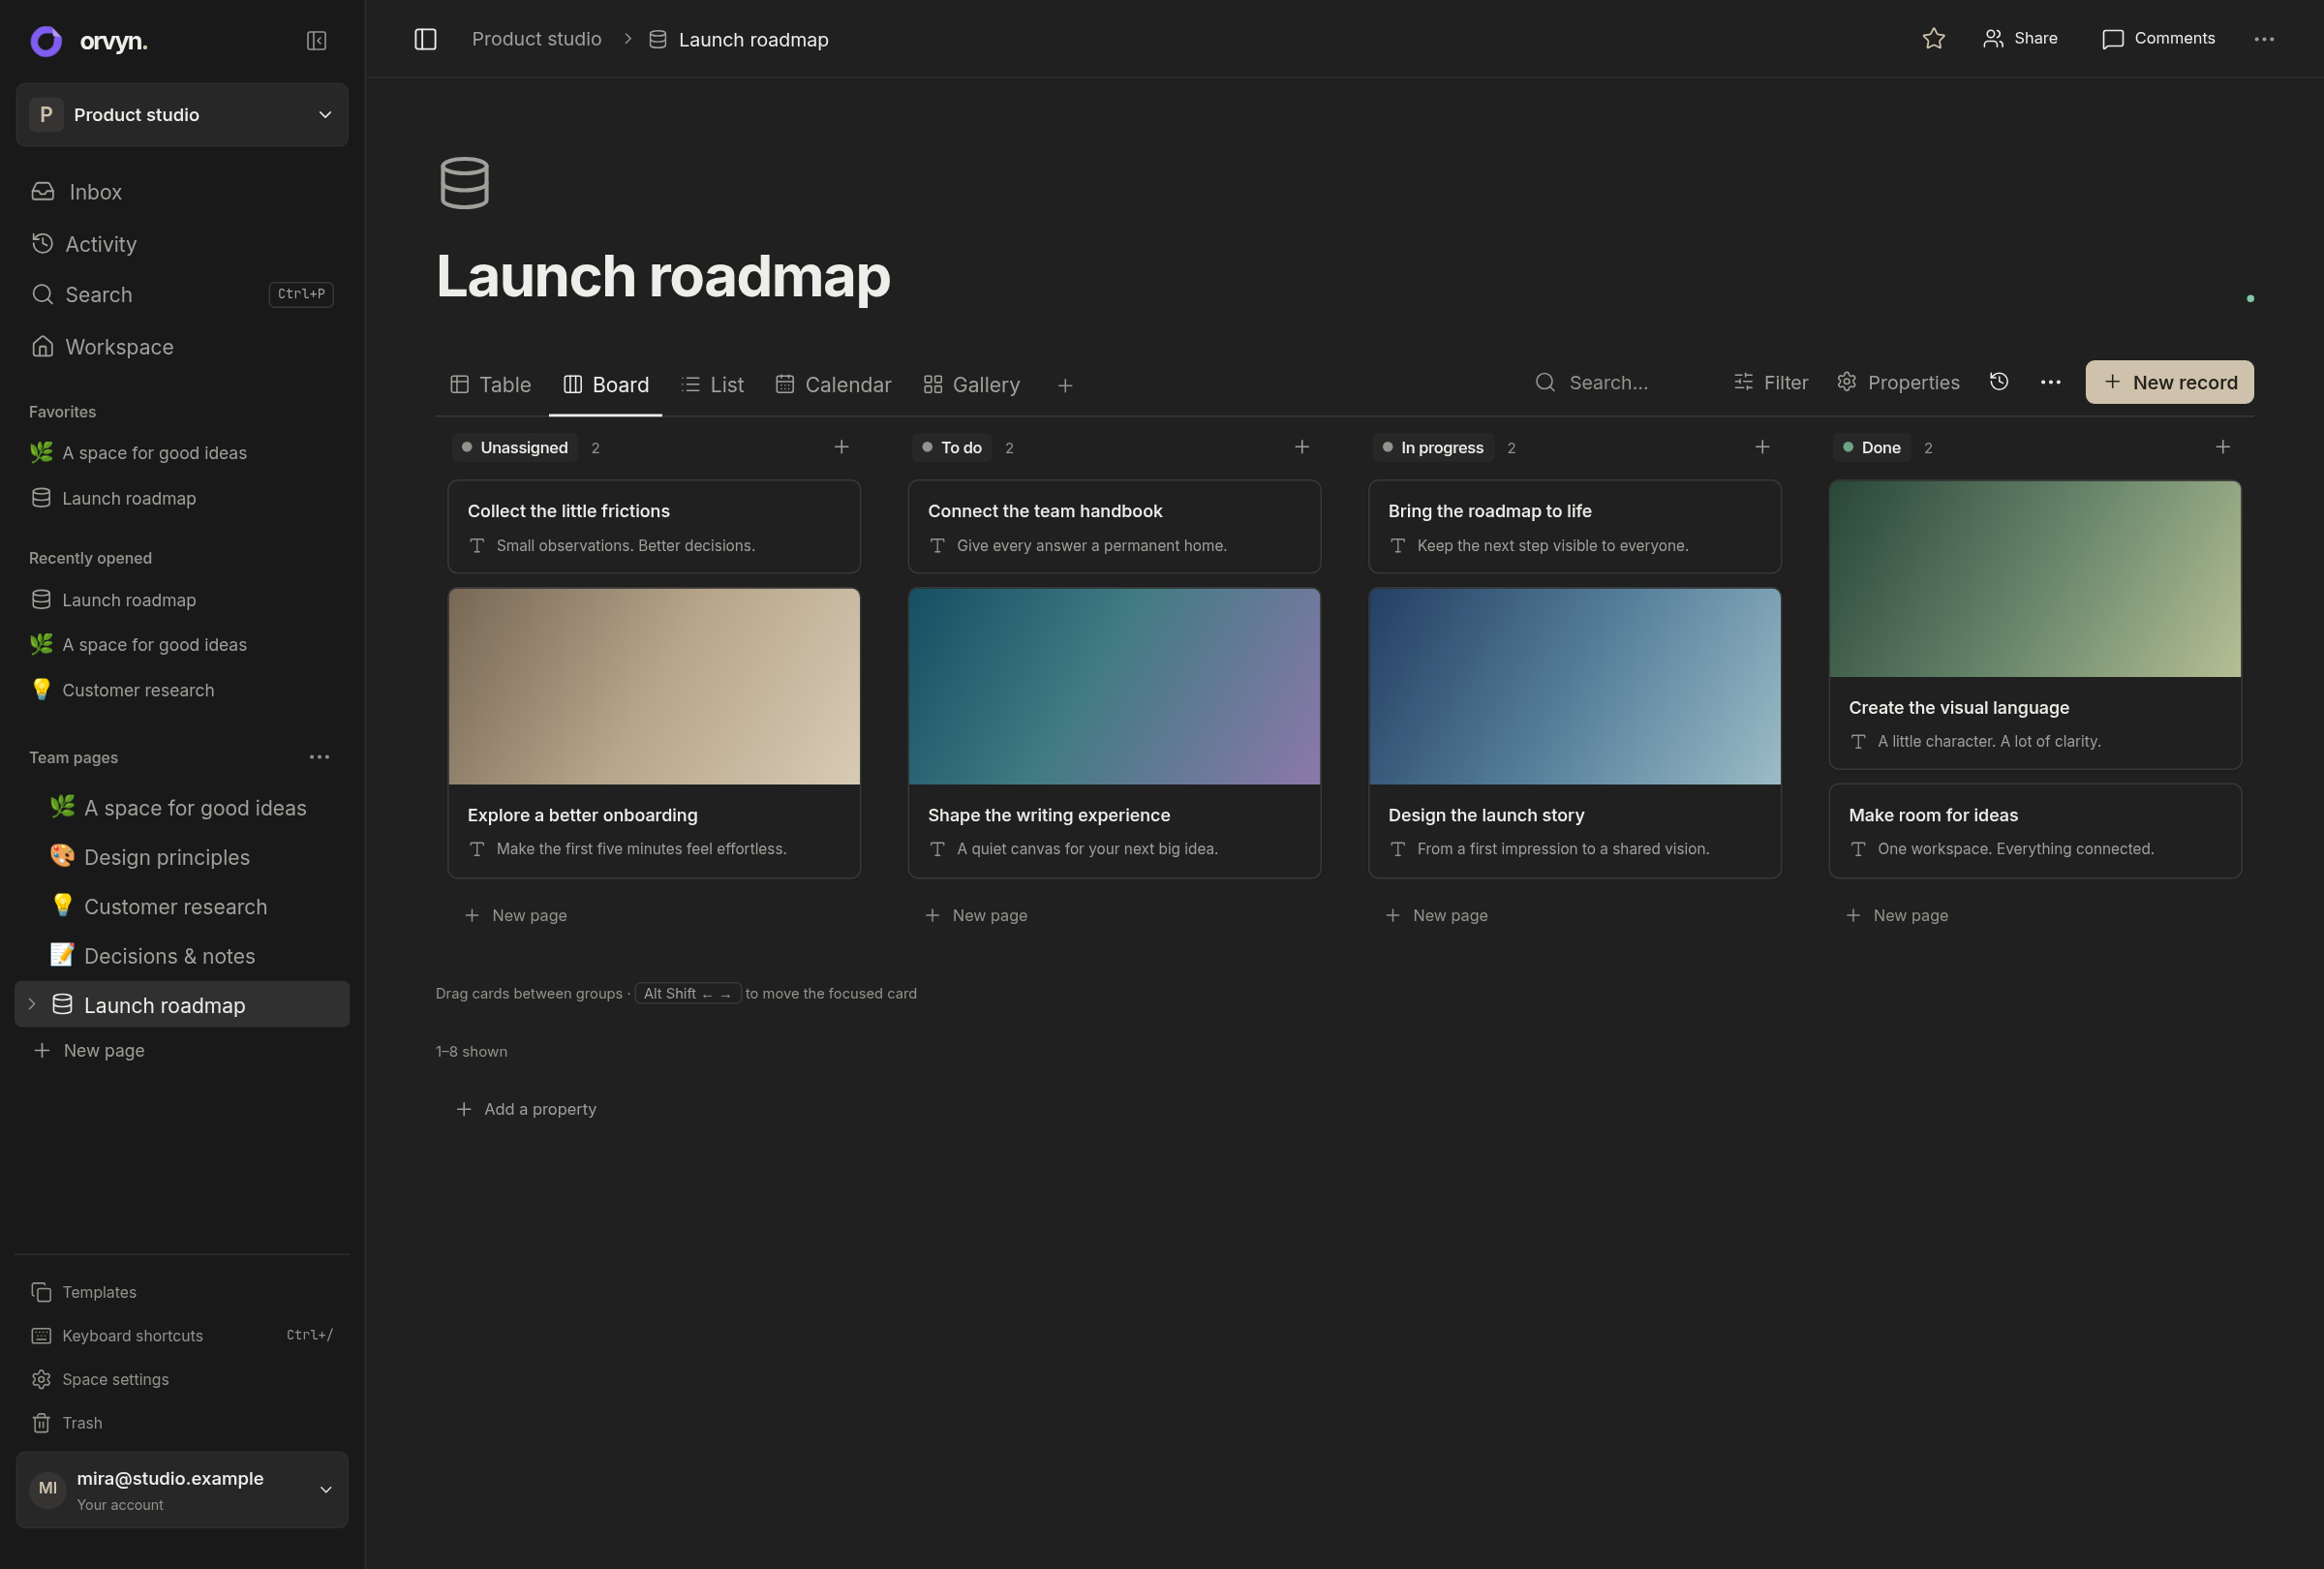 orvyn.
P
Product studio
Inbox
Activity
Search
Ctrl+P
Workspace
Favorites
A space for good ideas
Launch roadmap
Recently opened
Launch roadmap
A space for good ideas
Customer research
Team pages
A space for good ideas
Design principles
Customer research
Decisions & notes
Launch roadmap
New page
Templates
Keyboard shortcuts
Ctrl+/
Space settings
Trash
MI
mira@studio.example
Your account
Product studio
Launch roadmap
Share
Comments
Launch roadmap
Table
Board
List
Calendar
Gallery
Search...
Filter
Properties
New record
Unassigned 2
Collect the little frictions
Small observations. Better decisions.
Explore a better onboarding
Make the first five minutes feel effortless.
New page
To do 2
Connect the team handbook
Give every answer a permanent home.
Shape the writing experience
A quiet canvas for your next big idea.
New page
In progress 2
Bring the roadmap to life
Keep the next step visible to everyone.
Design the launch story
From a first impression to a shared vision.
New page
Done 2
Create the visual language
A little character. A lot of clarity.
Make room for ideas
One workspace. Everything connected.
New page
Drag cards between groups · Alt Shift ← → to move the focused card
1–8 shown
Add a property